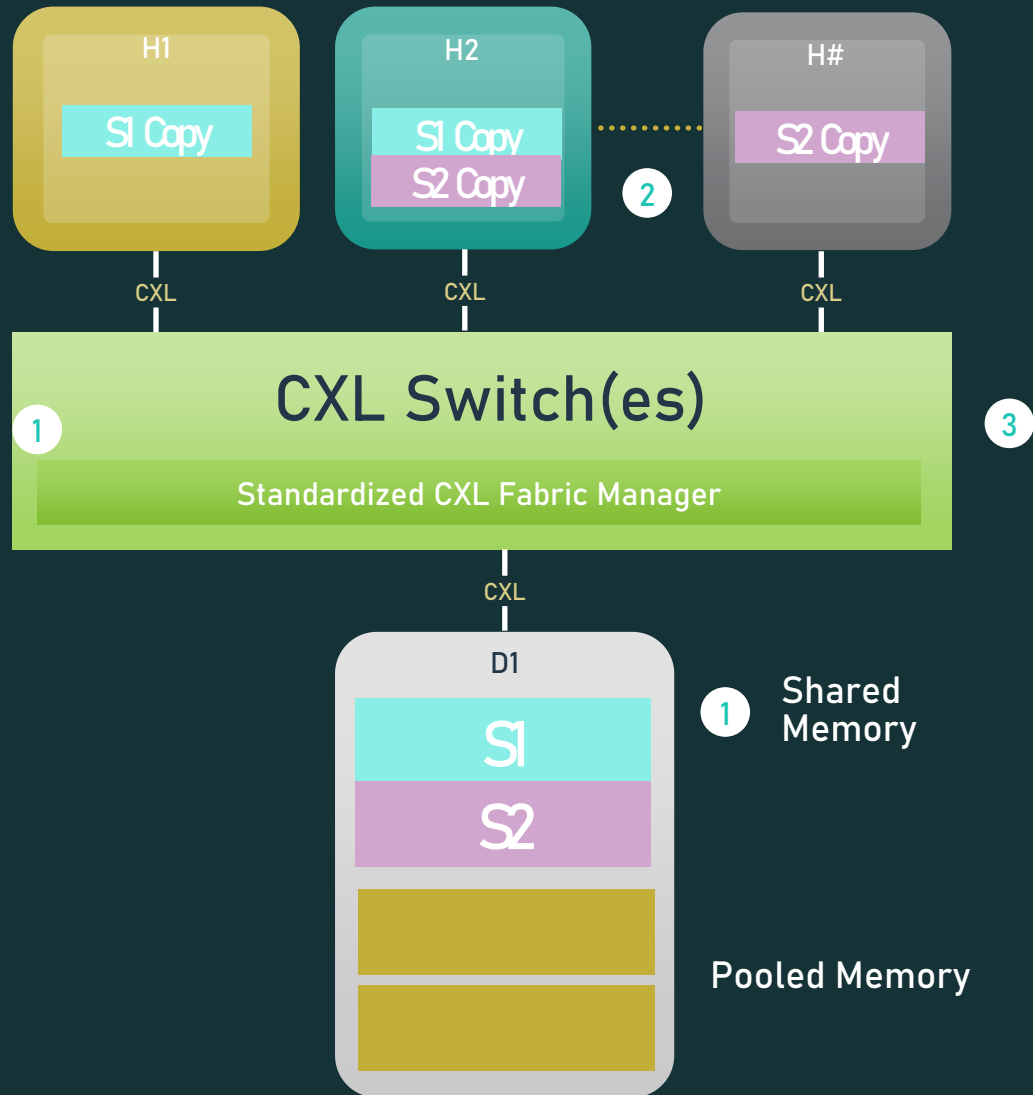 H1
H2
H#
S1 Copy
S1 Copy
S2 Copy
S2 Copy
2
CXL
CXL
CXL
CXL Switch(es)
1
3
Standardized CXL Fabric Manager
CXL
D1
1
Shared
Memory
S1
S2
Pooled Memory